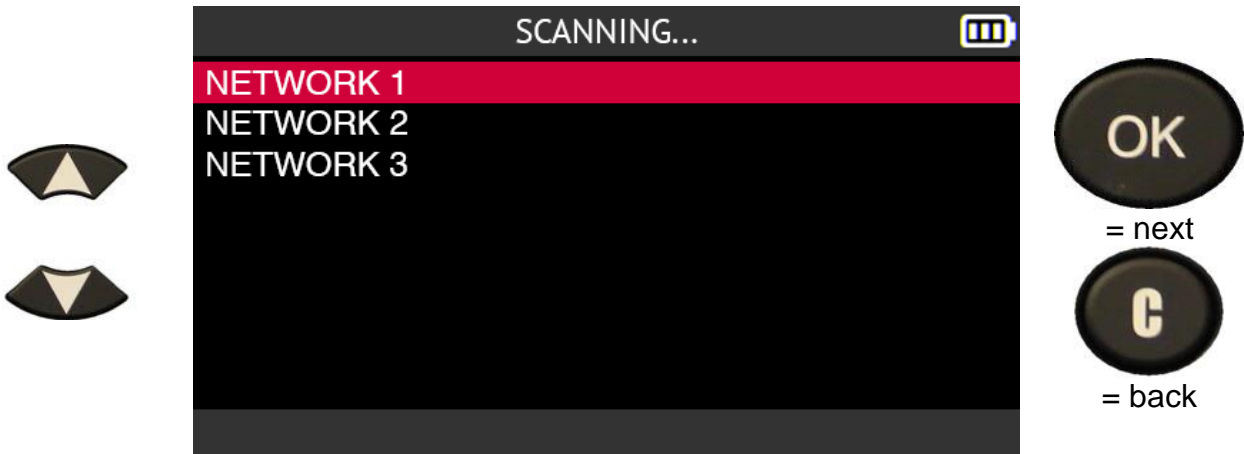 SCANNING...
NETWORK 1
NETWORK 2
NETWORK 3
OK
= next
C
= back